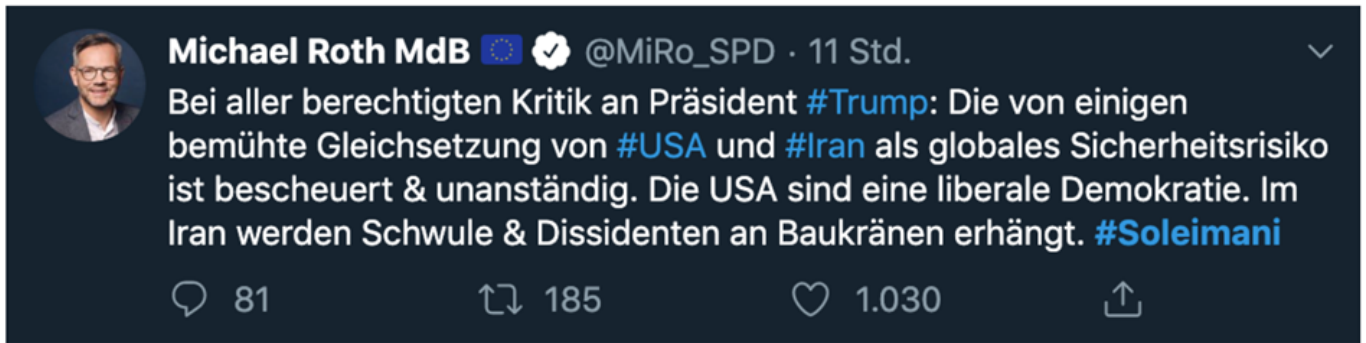 Michael Roth MdB 🇪🇺 @MiRo_SPD · 11 Std.
Bei aller berechtigten Kritik an Präsident #Trump: Die von einigen
bemühte Gleichsetzung von #USA und #Iran als globales Sicherheitsrisiko
ist bescheuert & unanständig. Die USA sind eine liberale Demokratie. Im
Iran werden Schwule & Dissidenten an Baukränen erhängt. #Soleimani
81 185 1.030